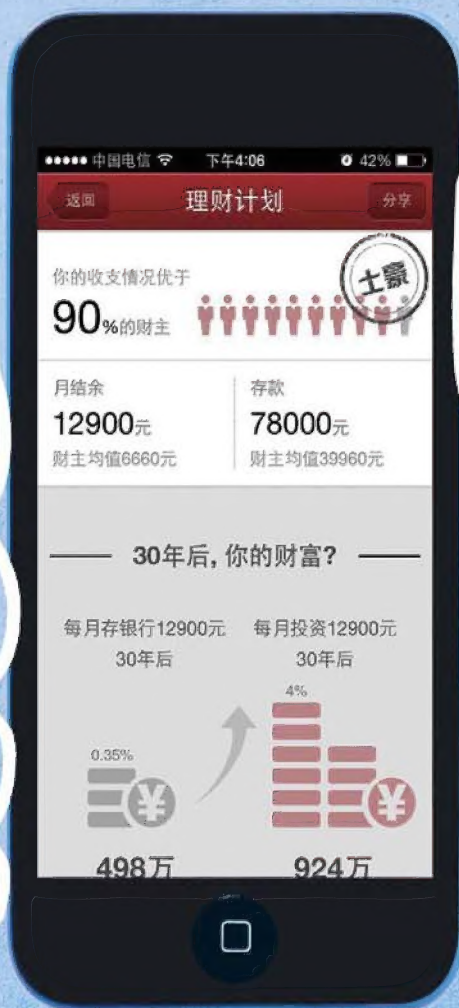 中国电信 下午4:06 42%
返回 理财计划 分享
土豪
你的收支情况优于
90%的财主
月结余 存款
12900元 78000元
财主均值6660元 财主均值39960元
30年后, 你的财富?
每月存银行12900元 每月投资12900元
30年后 30年后
4%
0.35%
¥ ¥
498万 924万